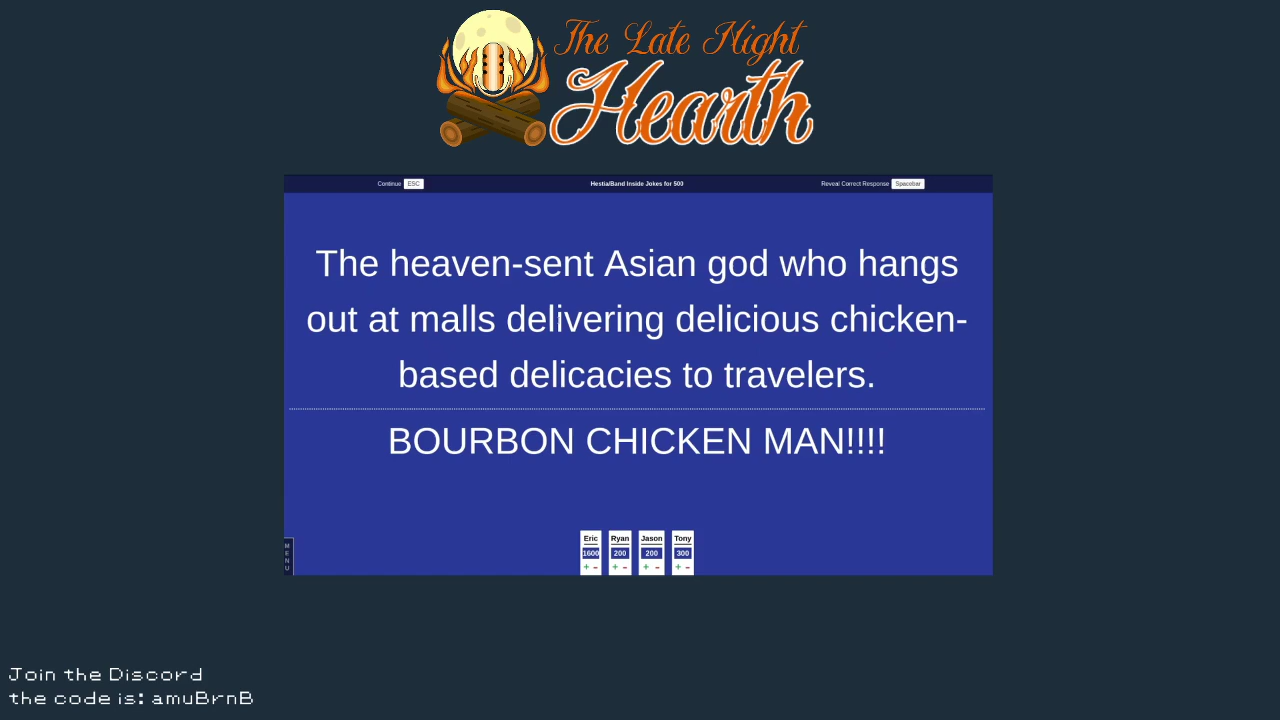 The Late Night
Hearth
Continue ESC
Hestia/Band Inside Jokes for 500
Reveal Correct Response Spacebar
The heaven-sent Asian god who hangs
out at malls delivering delicious chicken-
based delicacies to travelers.
BOURBON CHICKEN MAN!!!!
MENU
Eric Ryan Jason Tony
1600 200 200 300
+ - + - + - + -
Join the Discord
the code is: amuBrnB